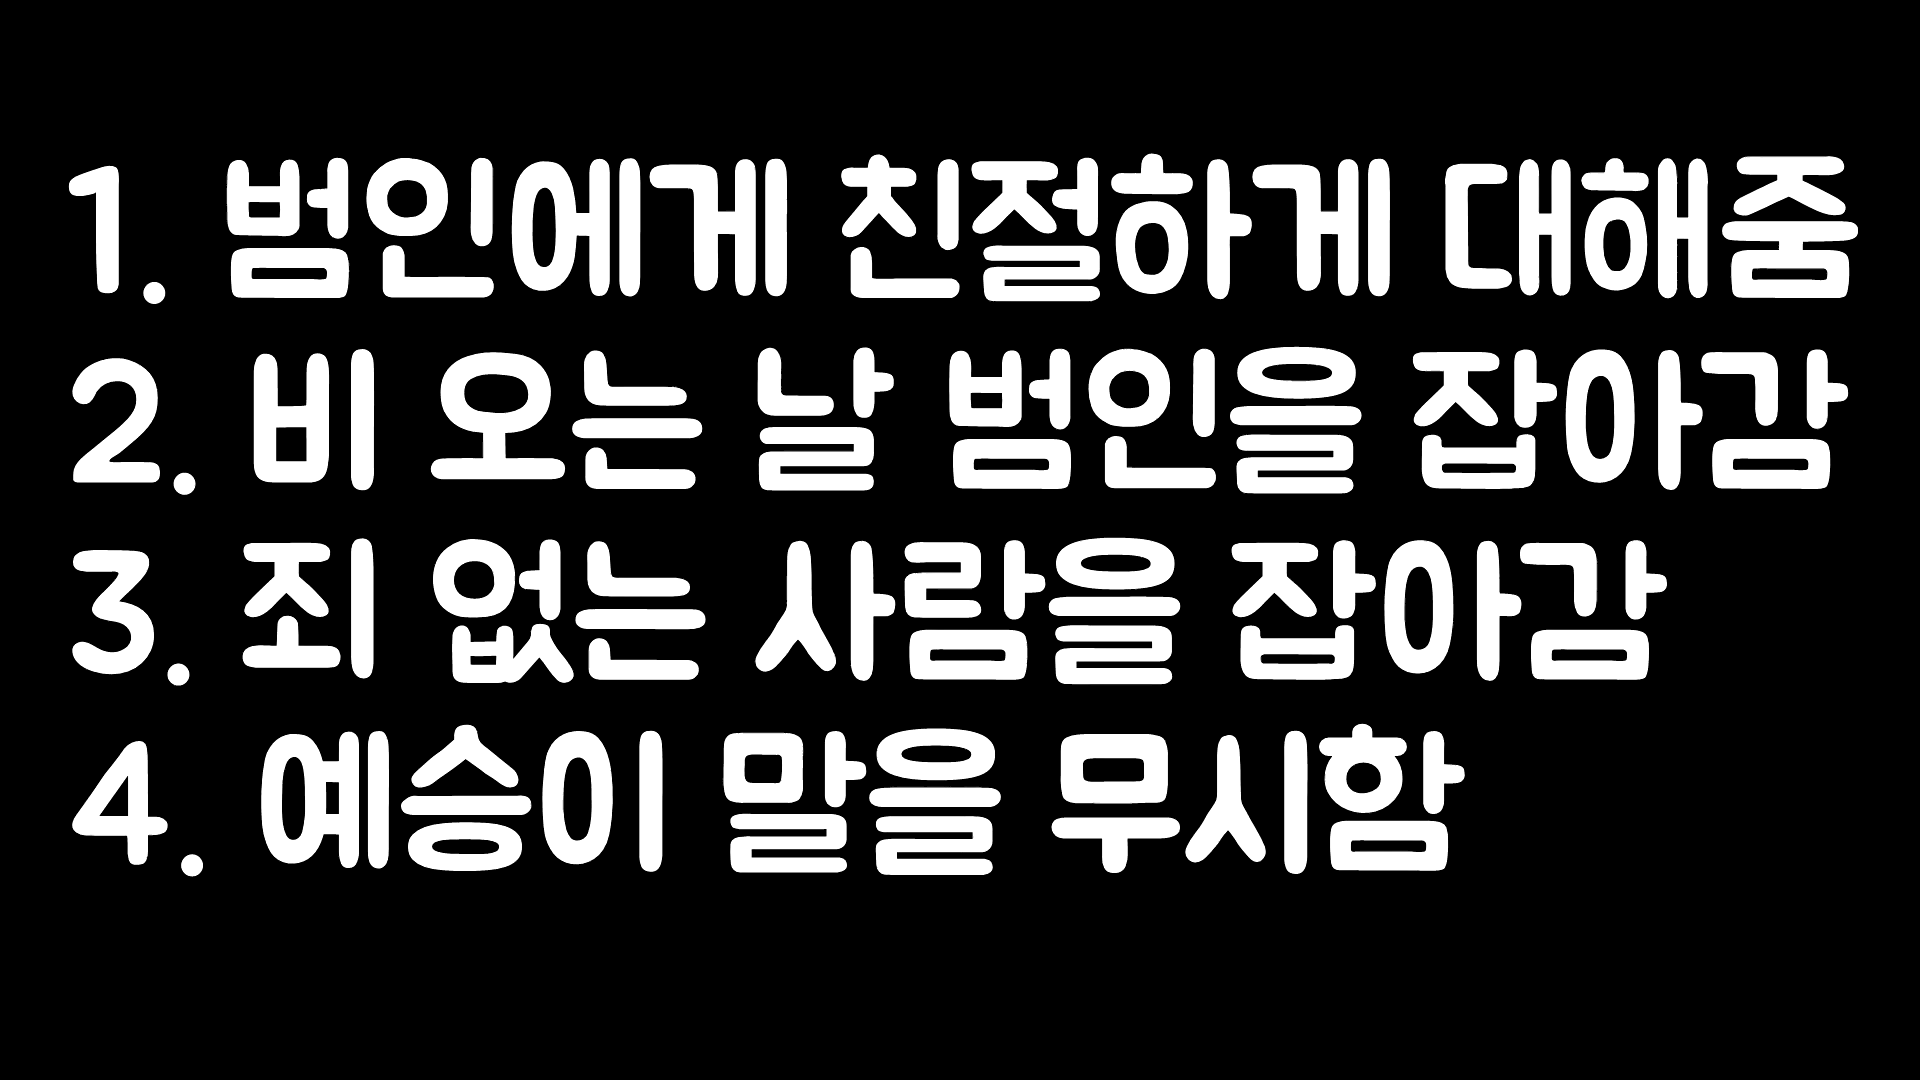 1. 범인에게 친절하게 대해줌
2. 비 오는 날 범인을 잡아감
3. 죄 없는 사람을 잡아감
4. 예승이 말을 무시함